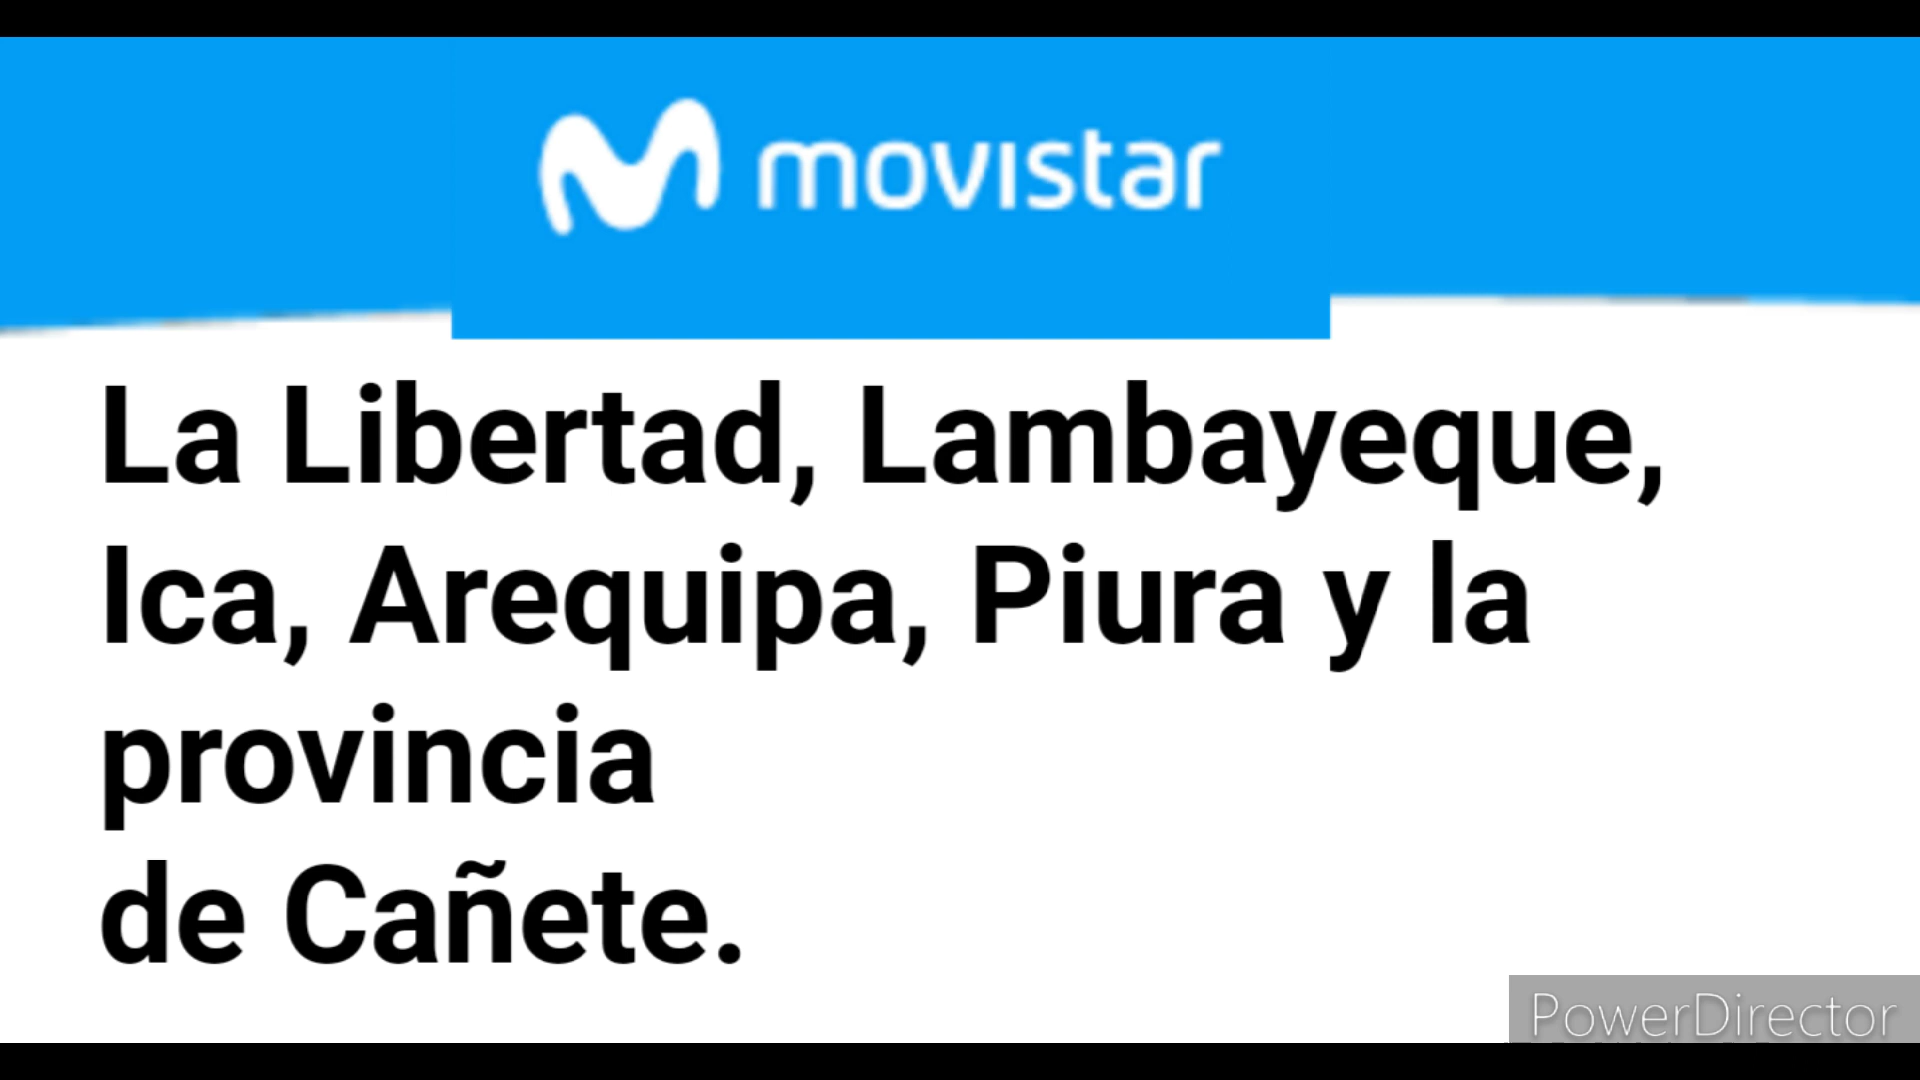 movistar
La Libertad, Lambayeque,
Ica, Arequipa, Piura y la
provincia
de Cañete.
PowerDirector